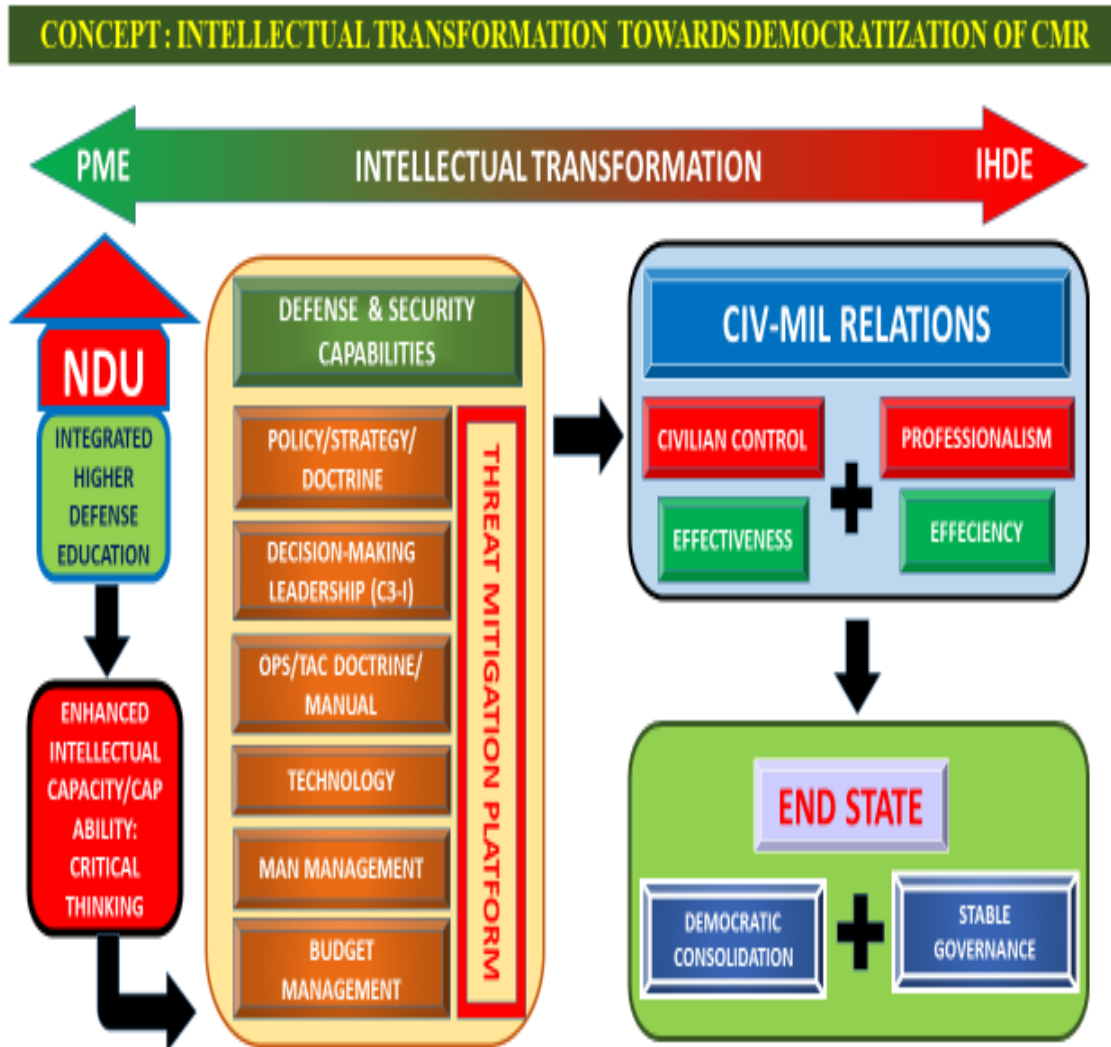 CONCEPT : INTELLECTUAL TRANSFORMATION TOWARDS DEMOCRATIZATION OF CMR
PME
INTELLECTUAL TRANSFORMATION
IHDE
NDU
INTEGRATED
HIGHER
DEFENSE
EDUCATION
ENHANCED
INTELLECTUAL
CAPACITY/CAP
ABILITY:
CRITICAL
THINKING
DEFENSE & SECURITY
CAPABILITIES
POLICY/STRATEGY/
DOCTRINE
DECISION-MAKING
LEADERSHIP (C3-I)
OPS/TAC DOCTRINE/
MANUAL
TECHNOLOGY
MAN MANAGEMENT
BUDGET
MANAGEMENT
THREAT MITIGATION PLATFORM
CIV-MIL RELATIONS
CIVILIAN CONTROL
PROFESSIONALISM
EFFECTIVENESS
EFFECIENCY
END STATE
DEMOCRATIC
CONSOLIDATION
STABLE
GOVERNANCE